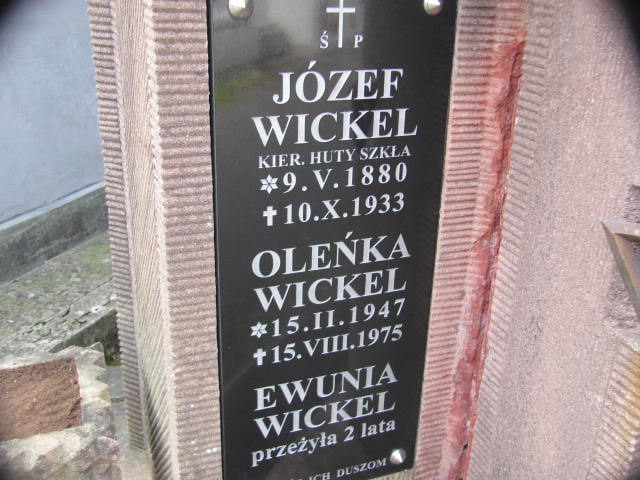 Ś P
JÓZEF
WICKEL
KIER. HUTY SZKŁA
9.V.1880
10.X.1933
OLEŃKA
WICKEL
15.II.1947
15.VIII.1975
EWUNIA
WICKEL
przeżyła 2 lata
ICH DUSZOM